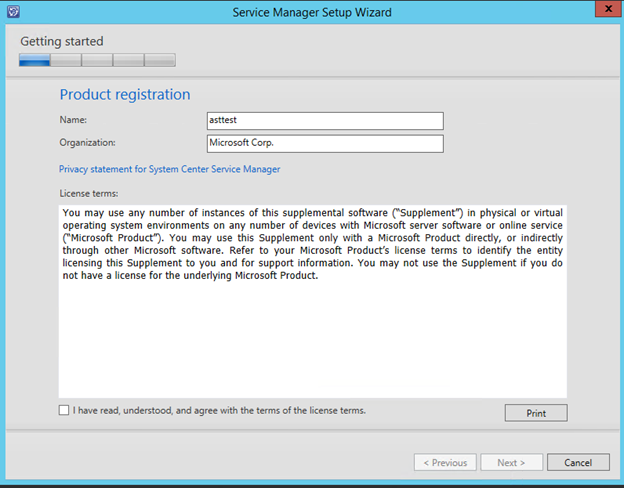 Service Manager Setup Wizard
x
Getting started
Product registration
Name:
asttest
Organization:
Microsoft Corp.
Privacy statement for System Center Service Manager
License terms:
You may use any number of instances of this supplemental software (“Supplement”) in physical or virtual
operating system environments on any number of devices with Microsoft server software or online service
(“Microsoft Product”). You may use this Supplement only with a Microsoft Product directly, or indirectly
through other Microsoft software. Refer to your Microsoft Product’s license terms to identify the entity
licensing this Supplement to you and for support information. You may not use the Supplement if you do
not have a license for the underlying Microsoft Product.
I have read, understood, and agree with the terms of the license terms.
Print
< Previous
Next >
Cancel